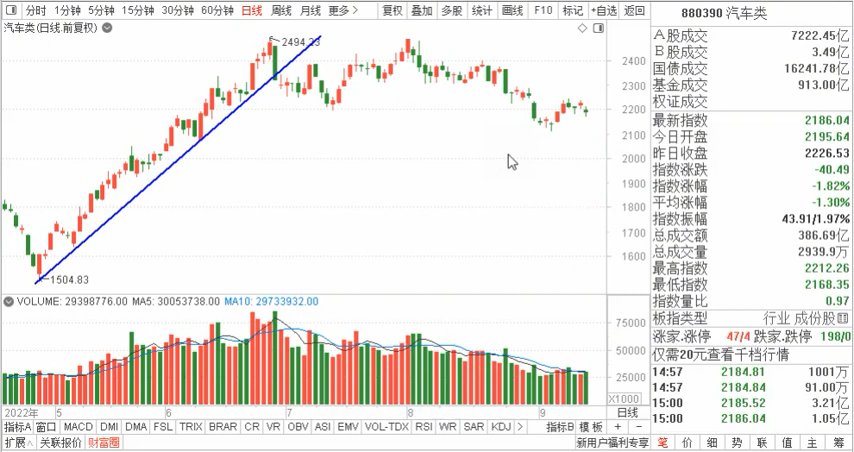 分时 1分钟 5分钟 15分钟 30分钟 60分钟 日线 周线 月线 更多> 复权 叠加 多股 统计 画线 F10 标记 +自选 返回
汽车类(日线.前复权)
2494.23
1504.83
2400
2300
2200
2100
2000
1900
1800
1700
1600
VOLUME: 29398776.00 MA5: 30053738.00 MA10: 29733932.00
75000
50000
25000
X1000
2022年 5 6 7 8 9 日线
指标A 窗口 MACD DMI DMA FSL TRIX BRAR CR VR OBV ASI EMV VOL-TDX RSI WR SAR KDJ > 指标B 模板 + -
扩展∧ 关联报价 财富圈 新用户福利专享
880390 汽车类
A股成交 7222.45亿
B股成交 3.49亿
国债成交 16241.78亿
基金成交 913.00亿
权证成交
最新指数 2186.04
今日开盘 2195.64
昨日收盘 2226.53
指数涨跌 -40.49
指数涨幅 -1.82%
平均涨幅 -1.30%
指数振幅 43.91/1.97%
总成交额 386.69亿
总成交量 2939.9万
最高指数 2212.26
最低指数 2168.35
指数量比 0.97
板指类型 行业 成份股
涨家.涨停 47/4 跌家.跌停 198/0
仅需20元查看千档行情
14:57 2184.81 1001万
14:57 2184.84 91.00万
15:00 2185.52 3.21亿
15:00 2186.04 1.05亿
笔 价 细 势 联 值 主 筹